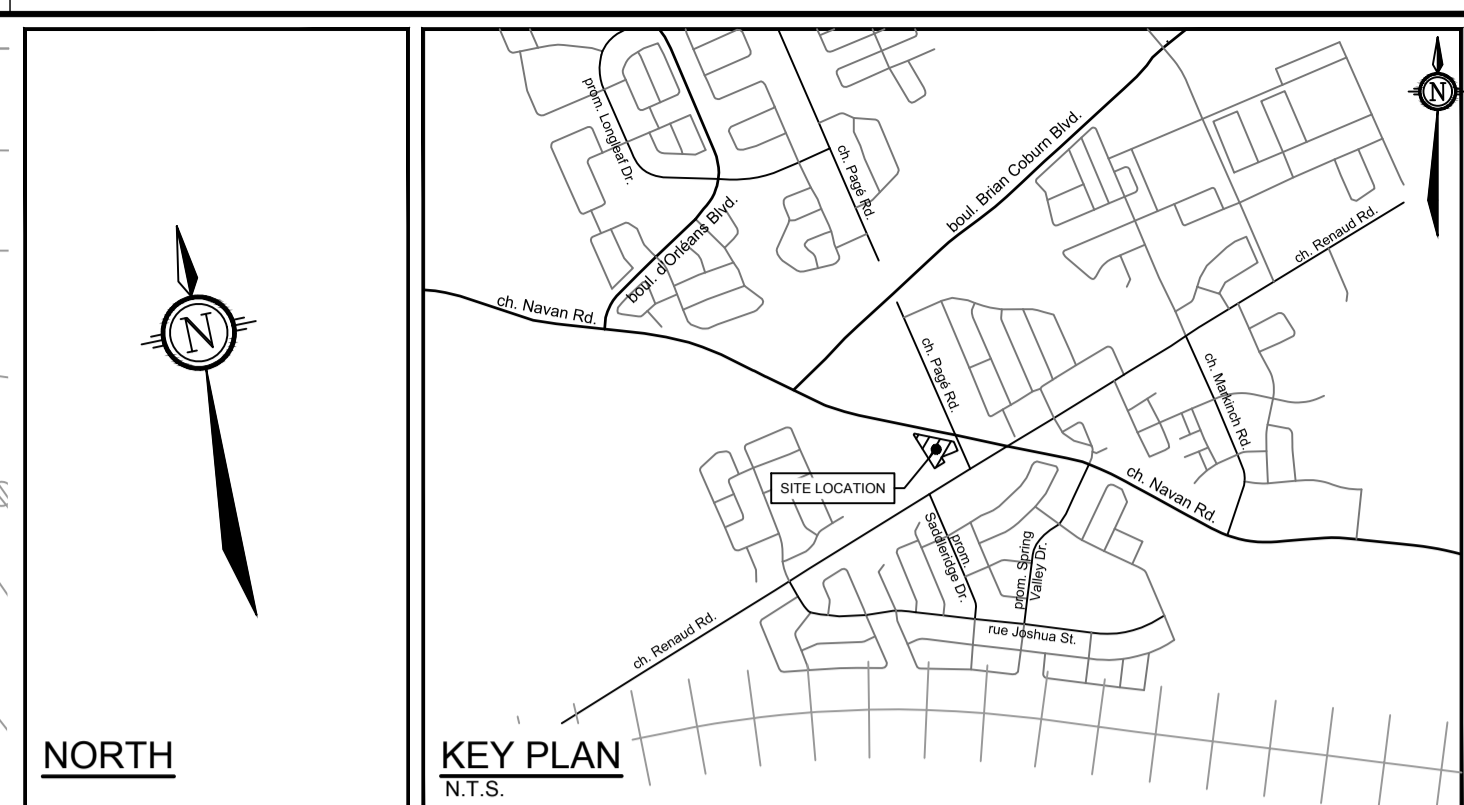 N
NORTH
prom. Longleaf Dr.
ch. Pagé Rd.
boul. d'Orléans Blvd.
boul. Brian Coburn Blvd.
N
ch. Navan Rd.
ch. Renaud Rd.
ch. Pagé Rd.
ch. Markinch Rd.
SITE LOCATION
ch. Navan Rd.
prom.
Saddleridge Dr.
prom. Spring
Valley Dr.
rue Joshua St.
ch. Renaud Rd.
KEY PLAN
N.T.S.